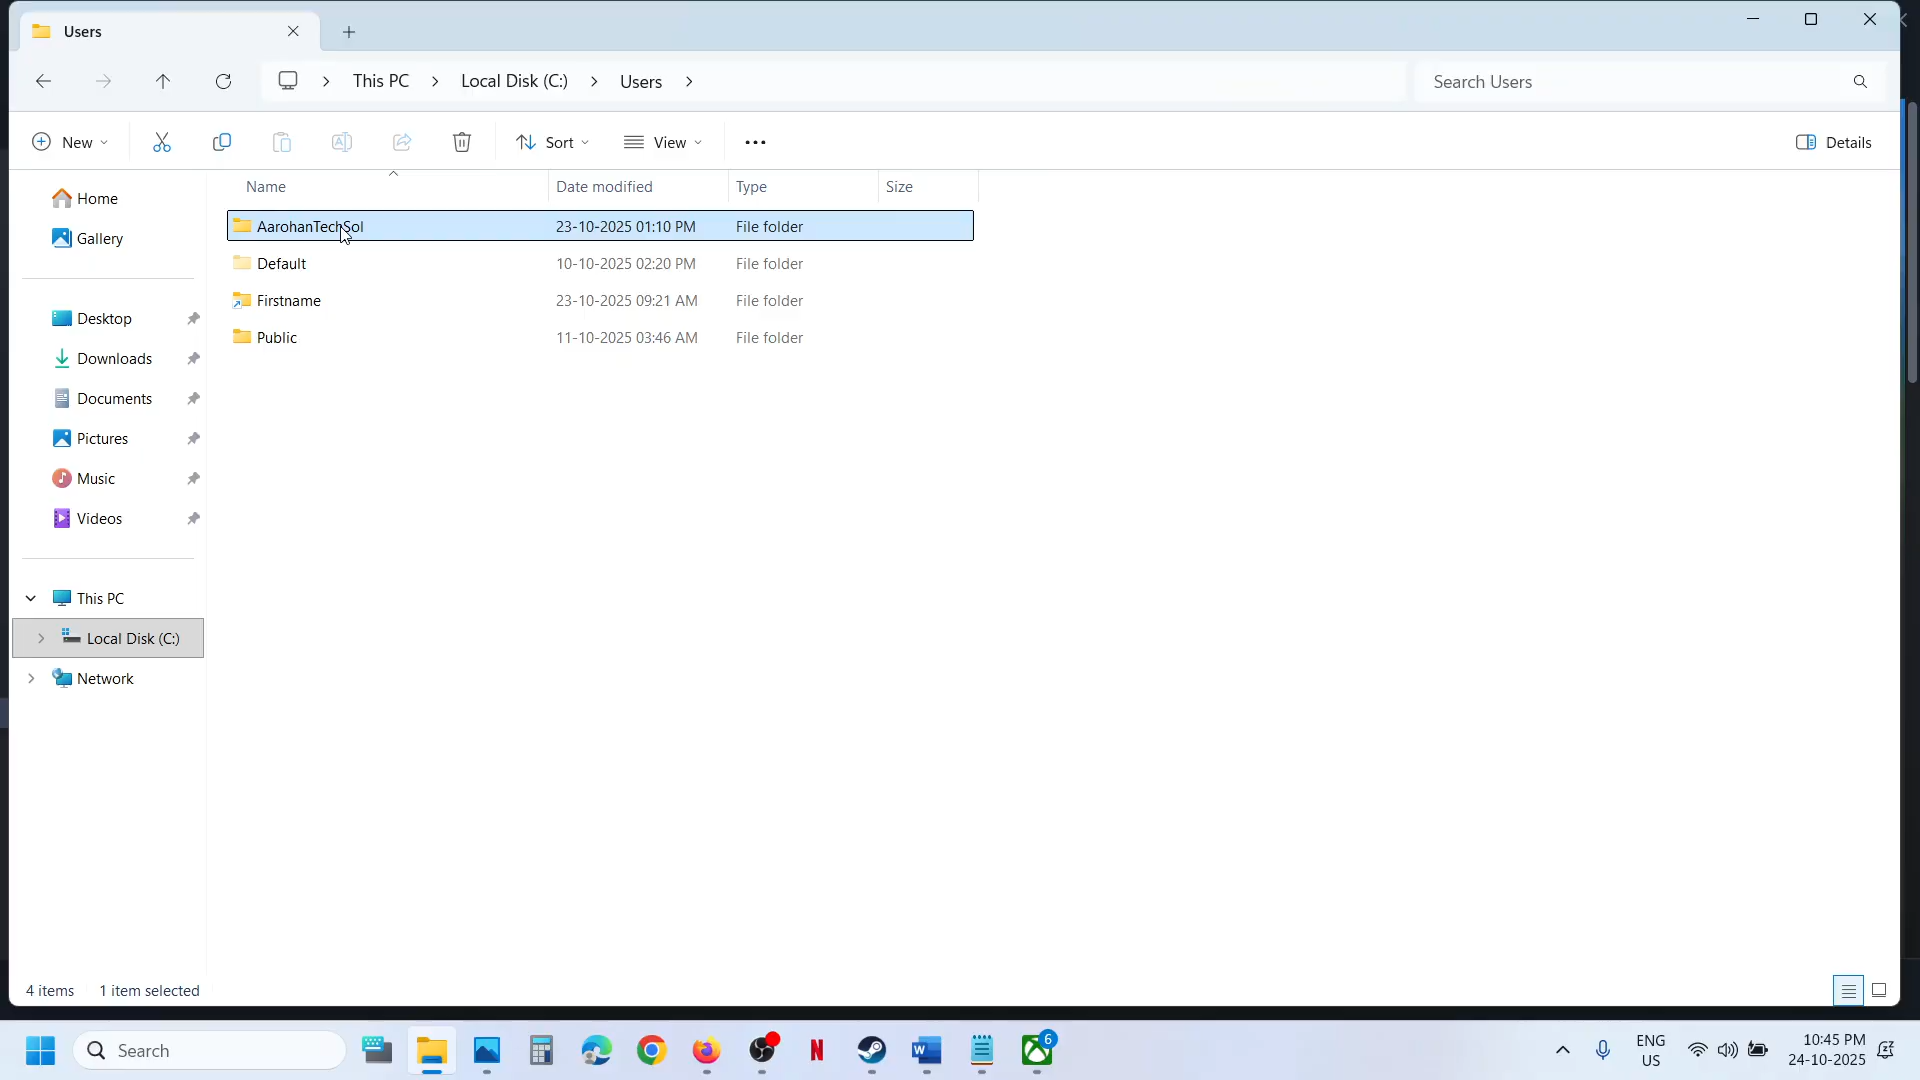 Users
This PC
Local Disk (C:)
Users
Search Users
New
Sort
View
Details
Name
Date modified
Type
Size
Home
Gallery
Desktop
Downloads
Documents
Pictures
Music
Videos
This PC
Local Disk (C:)
Network
AarohanTechSol 23-10-2025 01:10 PM File folder
Default 10-10-2025 02:20 PM File folder
Firstname 23-10-2025 09:21 AM File folder
Public 11-10-2025 03:46 AM File folder
4 items 1 item selected
Search
N
W
6
ENG
US
10:45 PM
24-10-2025